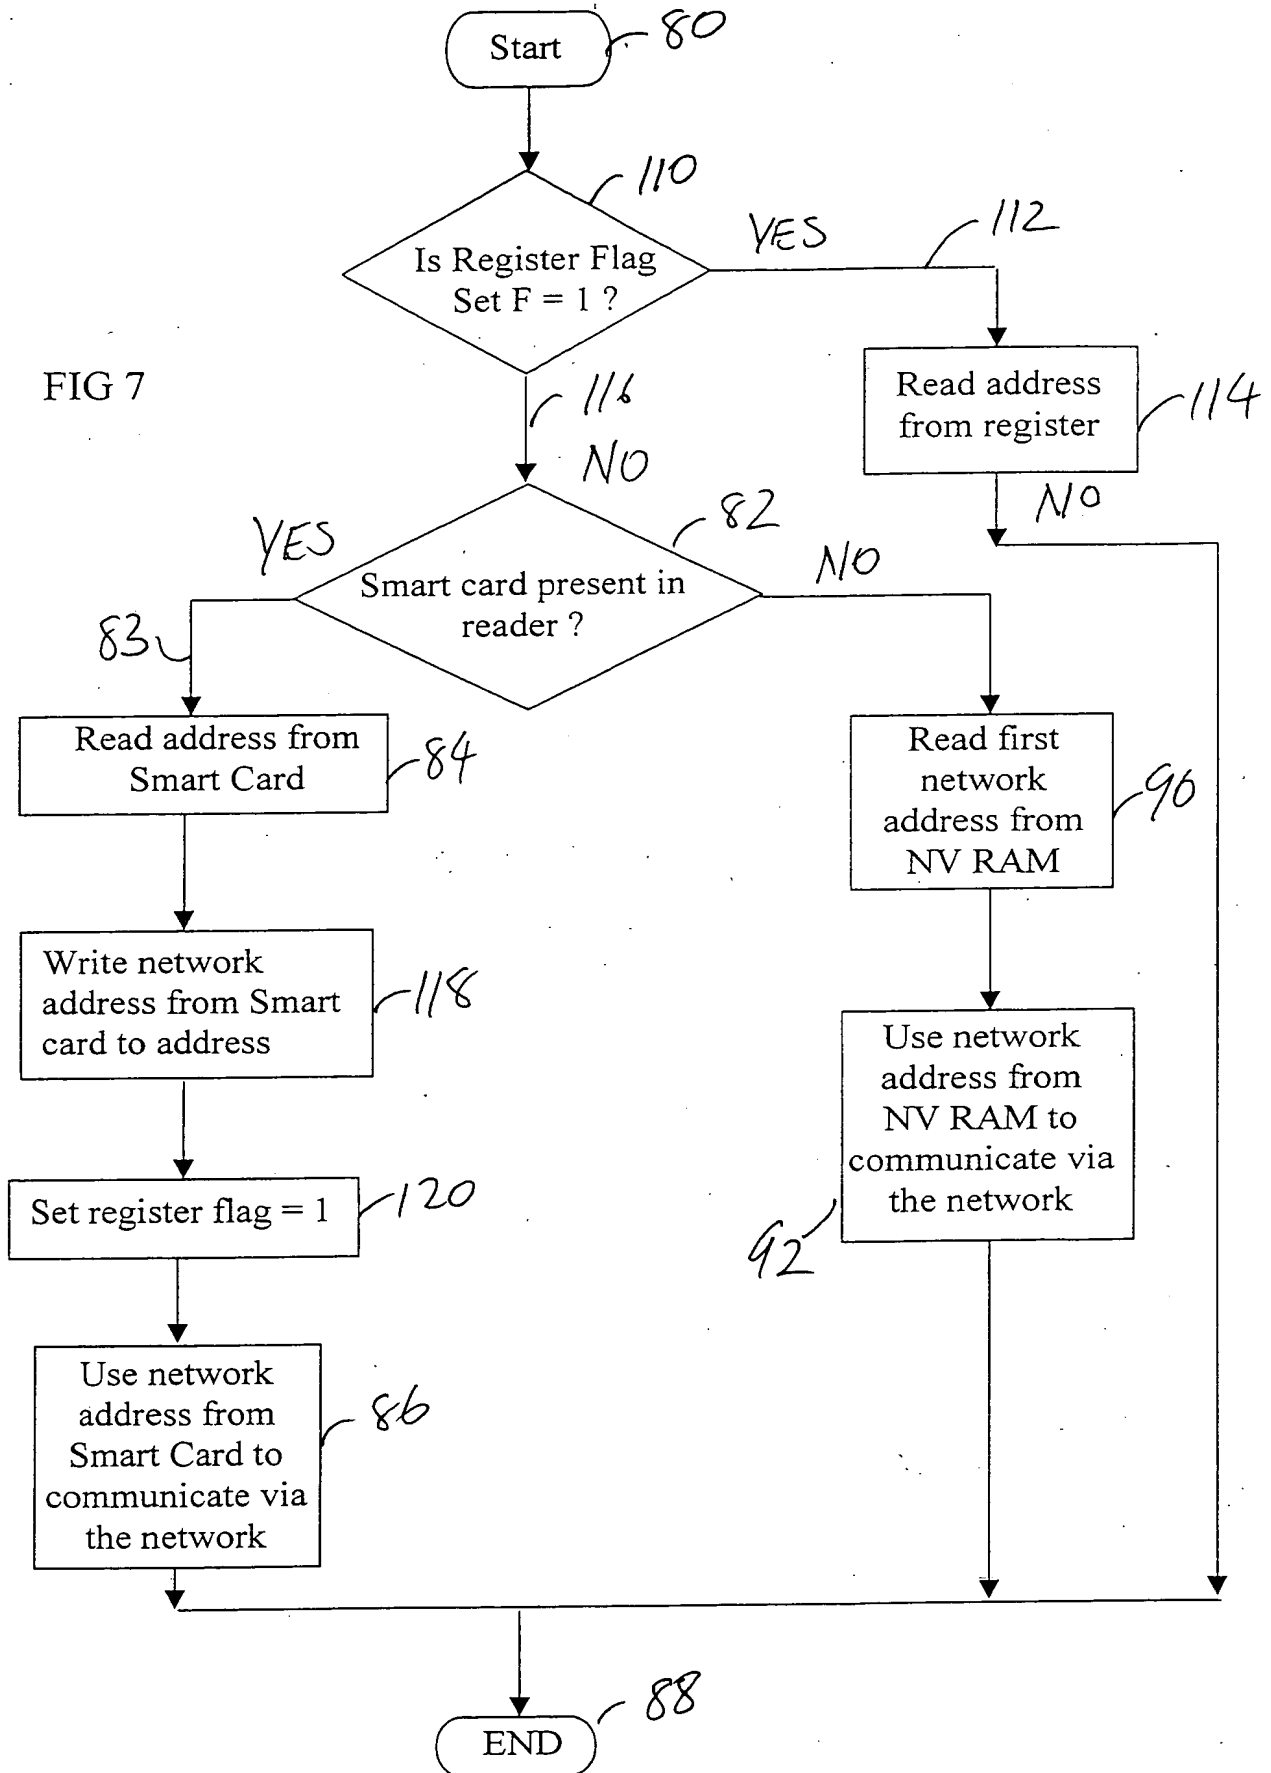 Start
80
110
Is Register Flag
Set F = 1 ?
YES
112
FIG 7
Read address
from register
114
116
NO
NO
82
Smart card present in
reader ?
YES
NO
83
Read address from
Smart Card
84
Read first
network
address from
NV RAM
90
Write network
address from Smart
card to address
118
Use network
address from
NV RAM to
communicate via
the network
92
Set register flag = 1
120
Use network
address from
Smart Card to
communicate via
the network
86
END
88